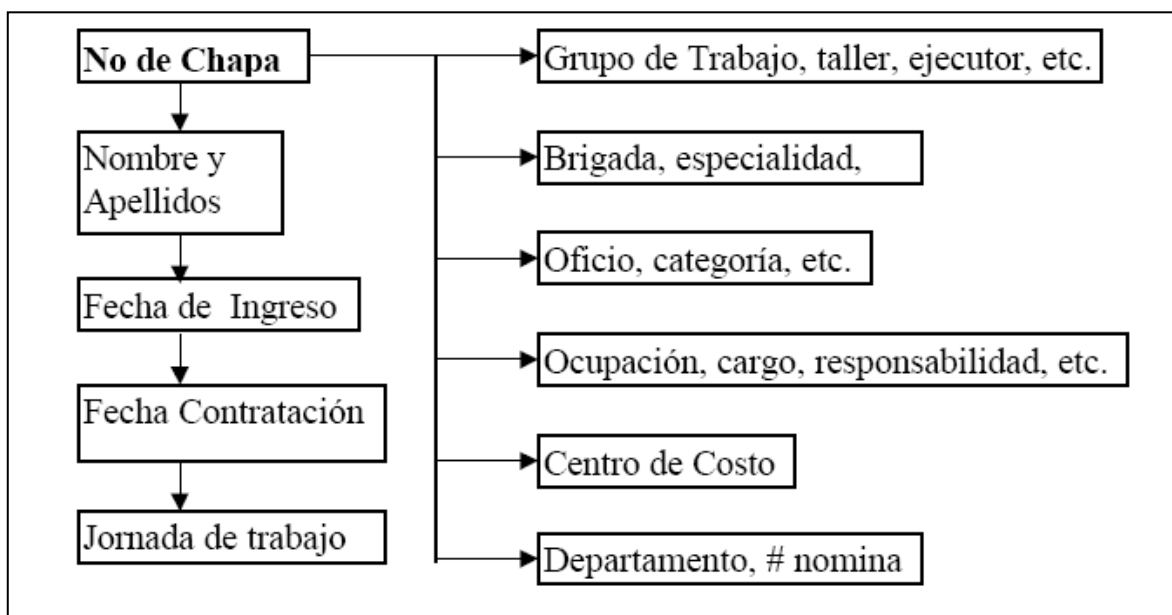 No de Chapa
Nombre y
Apellidos
Fecha de Ingreso
Fecha Contratación
Jornada de trabajo
Grupo de Trabajo, taller, ejecutor, etc.
Brigada, especialidad,
Oficio, categoría, etc.
Ocupación, cargo, responsabilidad, etc.
Centro de Costo
Departamento, # nomina